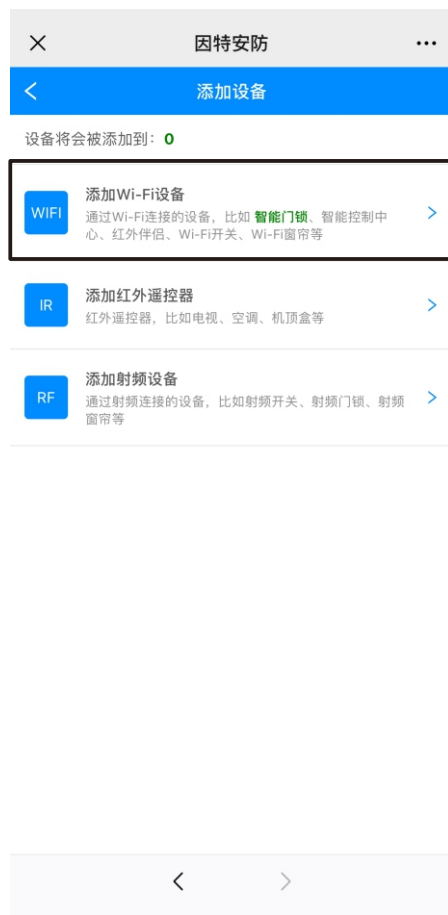 因特安防
添加设备
设备将会被添加到：0
添加Wi-Fi设备
WIFI
通过Wi-Fi连接的设备，比如 智能门锁、智能控制中
心、红外伴侣、Wi-Fi开关、Wi-Fi窗帘等
添加红外遥控器
IR
红外遥控器，比如电视、空调、机顶盒等
添加射频设备
RF
通过射频连接的设备，比如射频开关、射频门锁、射频
窗帘等